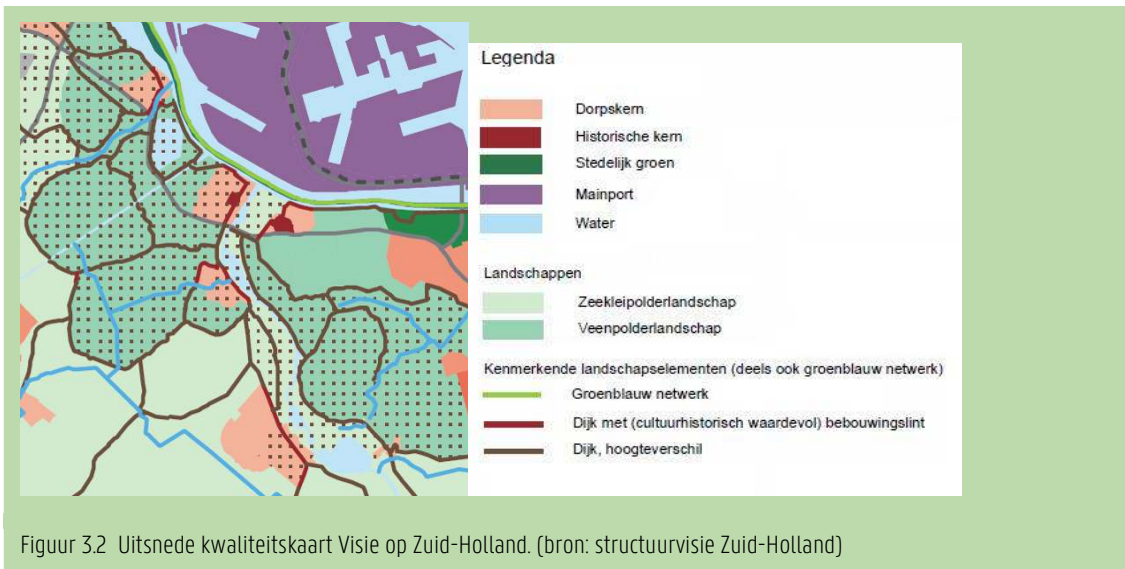 Legenda
Dorpskern
Historische kern
Stedelijk groen
Mainport
Water
Landschappen
Zeekleipolderlandschap
Veenpolderlandschap
Kenmerkende landschapselementen (deels ook groenblauw netwerk)
Groenblauw netwerk
Dijk met (cultuurhistorisch waardevol) bebouwingslint
Dijk, hoogteverschil
Figuur 3.2 Uitsnede kwaliteitskaart Visie op Zuid-Holland. (bron: structuurvisie Zuid-Holland)